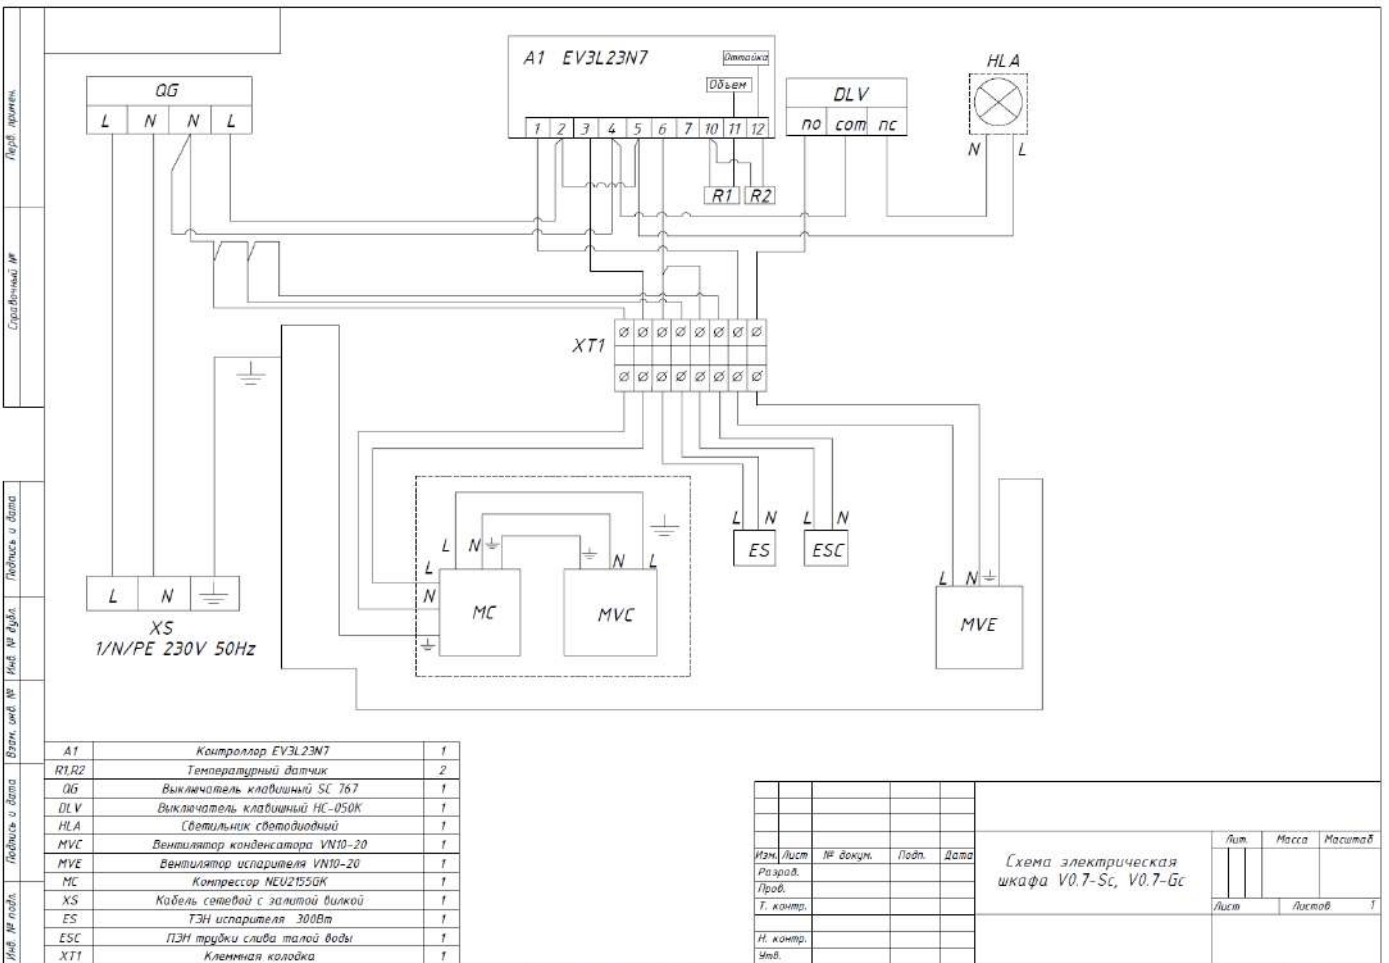 Перв. примен.
Справочный №
Подпись и дата
Инв. № дубл.
Взам. инв. №
Подпись и дата
Инв. № подл.
QG
L N N L
A1 EV3L23N7
Оттайка
Объем
1 2 3 4 5 6 7 10 11 12
R1 R2
DLV
no com nc
HLA
N L
XT1
L N
XS
1/N/PE 230V 50Hz
L N
N L
L
N
MC
MVC
L N
ES
L N
ESC
L N
MVE
A1 Контроллер EV3L23N7 1
R1,R2 Температурный датчик 2
QG Выключатель клавишный SC 767 1
DLV Выключатель клавишный HC-050K 1
HLA Светильник светодиодный 1
MVC Вентилятор конденсатора VN10-20 1
MVE Вентилятор испарителя VN10-20 1
MC Компрессор NEU2155GK 1
XS Кабель сетевой с залитой вилкой 1
ES ТЭН испарителя 300Вт 1
ESC ПЭН трубки слива талой воды 1
XT1 Клеммная колодка 1
Изм. Лист № докум. Подп. Дата
Разраб.
Пров.
Т. контр.
Н. контр.
Утв.
Схема электрическая
шкафа V0.7-Sc, V0.7-Gc
Лит. Масса Масштаб
Лист Листов 1